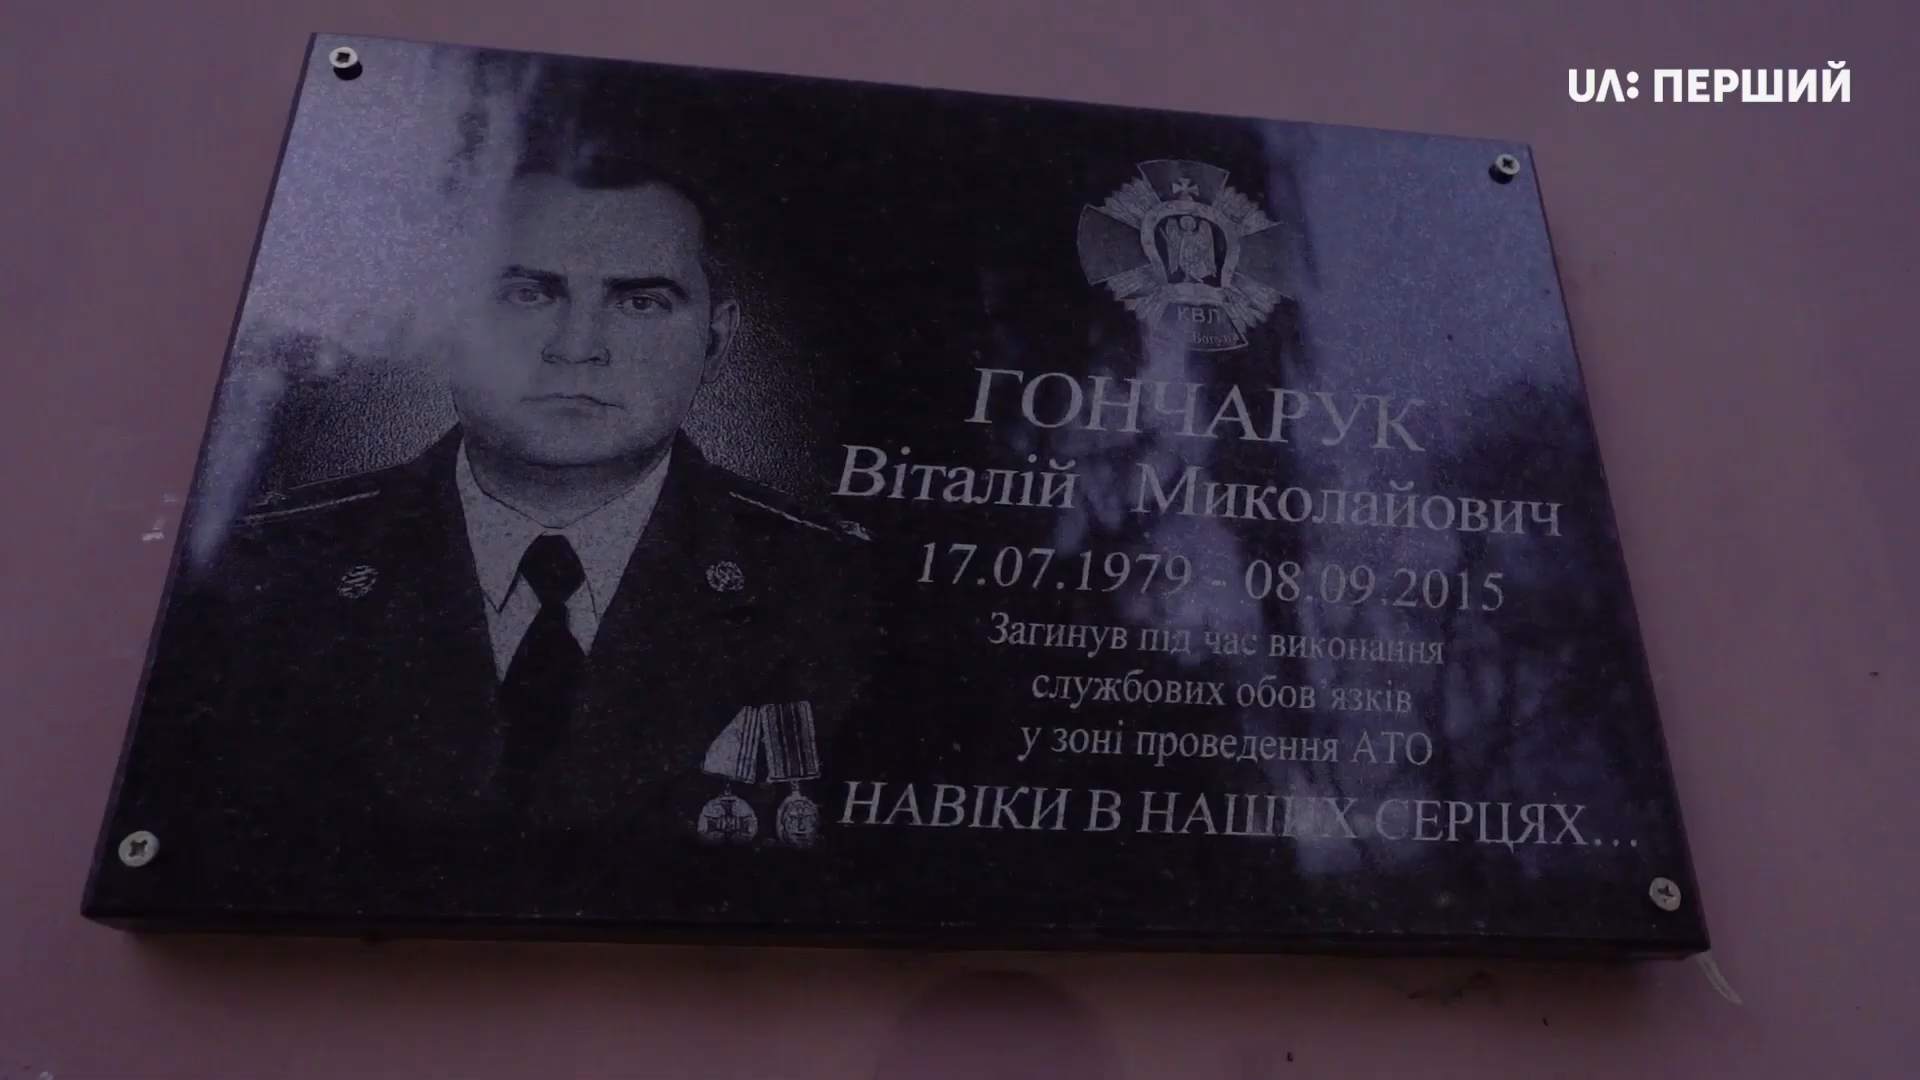 UA: ПЕРШИЙ
КВЛ
ГОНЧАРУК
Віталій Миколайович
17.07.1979 - 08.09.2015
Загинув під час виконання
службових обов'язків
у зоні проведення АТО
НАВІКИ В НАШИХ СЕРЦЯХ...